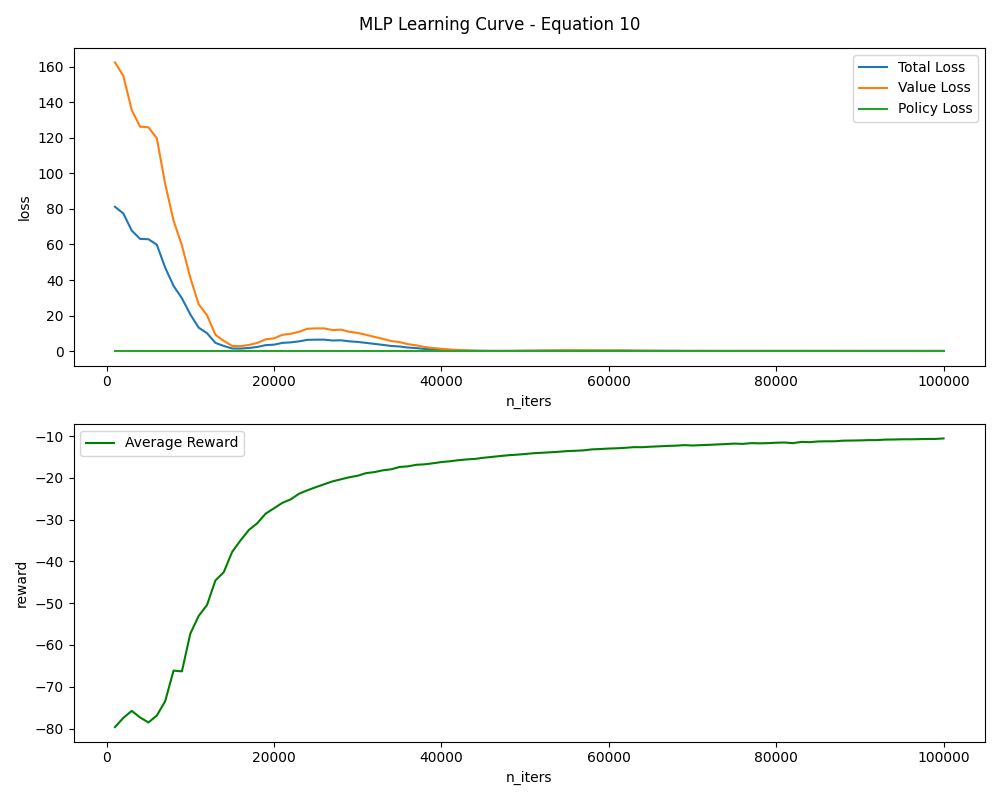 MLP Learning Curve - Equation 10
160
140
120
100
80
60
40
20
0
loss
Total Loss
Value Loss
Policy Loss
0 20000 40000 60000 80000 100000
n_iters
−10
−20
−30
−40
−50
−60
−70
−80
reward
Average Reward
0 20000 40000 60000 80000 100000
n_iters